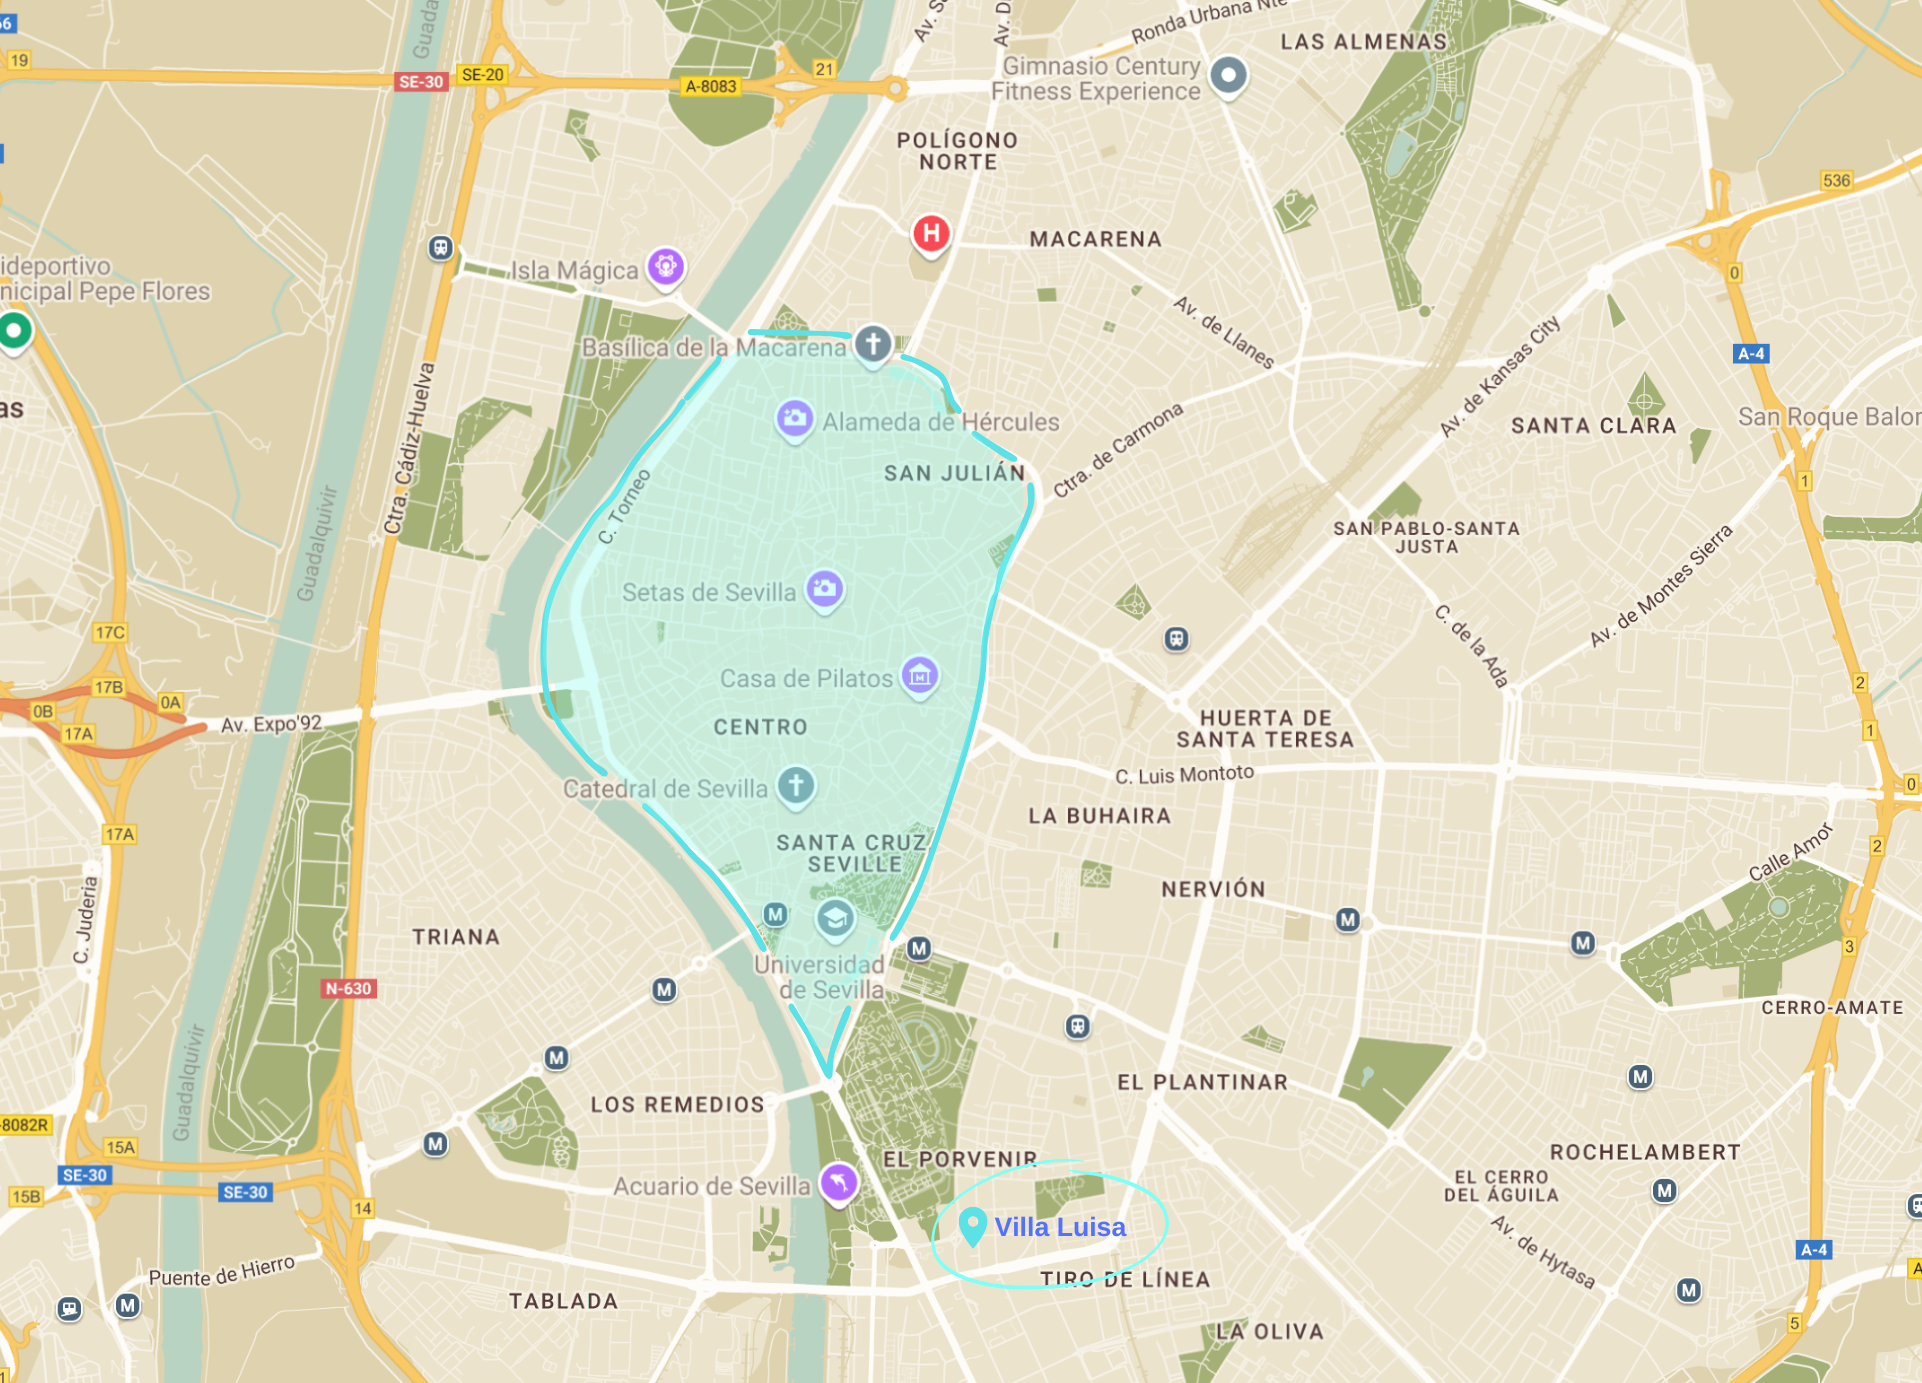 66
Guada
Av. S
Av. D
Ronda Urbana Nte
LAS ALMENAS
19
SE-30
SE-20
A-8083
21
Gimnasio Century
Fitness Experience
POLÍGONO
NORTE
536
H
MACARENA
ideportivo
nicipal Pepe Flores
Isla Mágica
0
Av. de Llanes
Basílica de la Macarena
Av. de Kansas City
A-4
Ctra. Cádiz-Huelva
as
Alameda de Hércules
Ctra. de Carmona
SANTA CLARA
San Roque Balor
SAN JULIÁN
C. Torneo
1
Guadalquivir
SAN PABLO-SANTA
JUSTA
Av. de Montes Sierra
Setas de Sevilla
C. de la Ada
17C
Casa de Pilatos
17B
0A
2
0B
Av. Expo'92
CENTRO
HUERTA DE
SANTA TERESA
17A
1
C. Luis Montoto
Catedral de Sevilla
0
LA BUHAIRA
17A
SANTA CRUZ
SEVILLE
2
Calle Amor
NERVIÓN
C. Juderia
M
M
TRIANA
M
M
3
Universidad
de Sevilla
N-630
M
CERRO-AMATE
Guadalquivir
M
EL PLANTINAR
M
LOS REMEDIOS
-8082R
15A
M
EL PORVENIR
ROCHELAMBERT
SE-30
SE-30
15B
Acuario de Sevilla
EL CERRO
DEL ÁGUILA
M
14
Villa Luisa
Av. de Hytasa
A-4
Puente de Hierro
TIRO DE LÍNEA
A
TABLADA
M
M
LA OLIVA
5
1